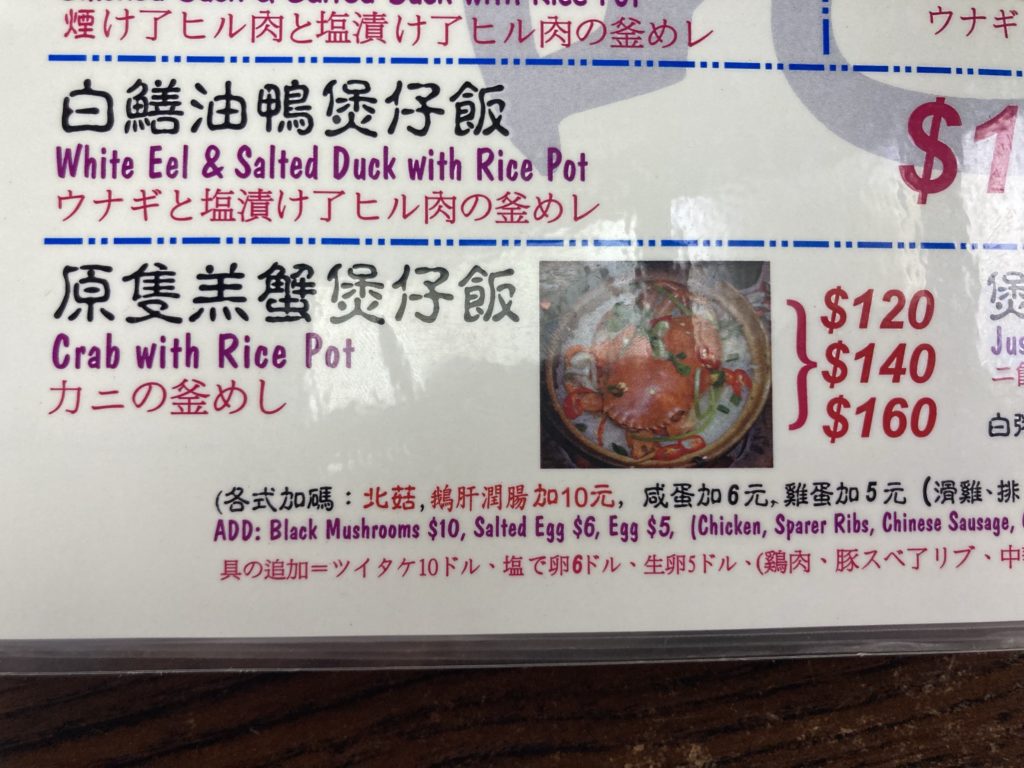 煙け了ヒル肉と塩漬け了ヒル肉の釜めレ
ウナギ
白鱔油鴨煲仔飯
White Eel & Salted Duck with Rice Pot
ウナギと塩漬け了ヒル肉の釜めレ
$1
原隻羔蟹煲仔飯
Crab with Rice Pot
カニの釜めし
$120
$140
$160
煲
Jus
白粥
(各式加碼：北菇,鵝肝潤腸加10元, 咸蛋加6元, 雞蛋加5元 (滑雞、排
ADD: Black Mushrooms $10, Salted Egg $6, Egg $5, (Chicken, Sparer Ribs, Chinese Sausage,
具の追加=ツイタケ10ドル、塩で卵6ドル、生卵5ドル、(鶏肉、豚スペ了リブ、中